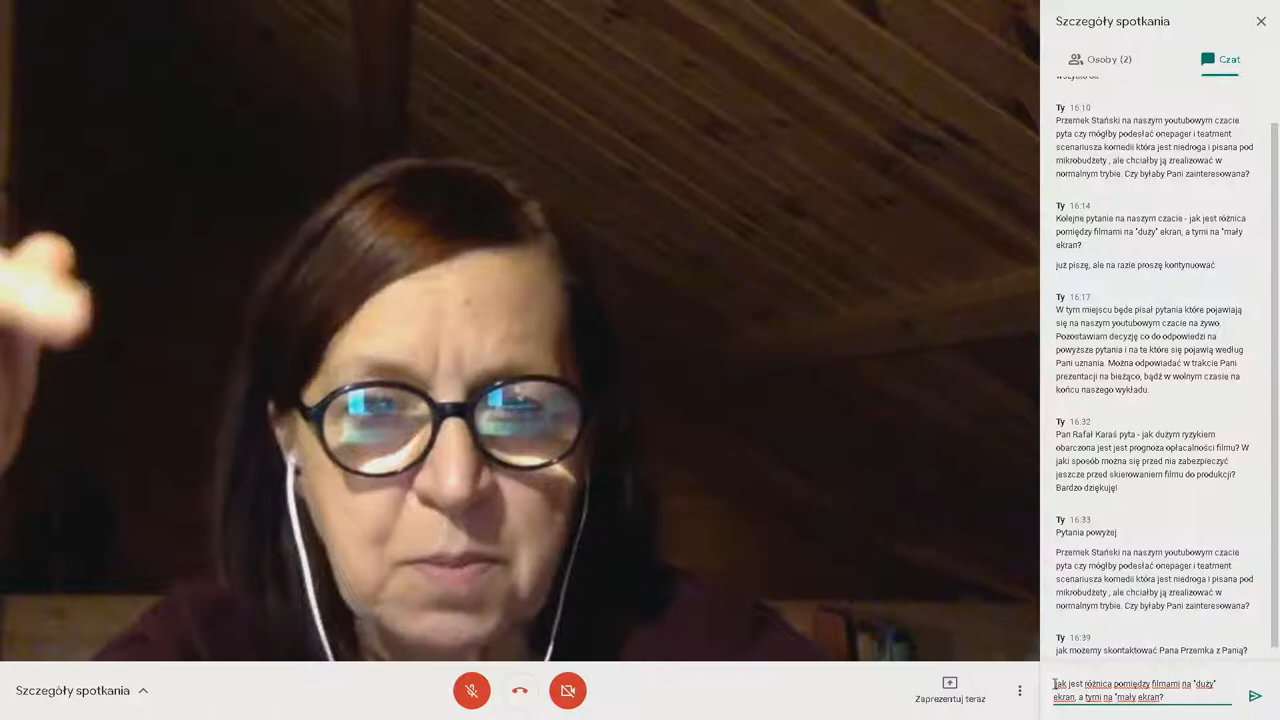 Szczegóły spotkania
Osoby (2)
Czat
Ty 16:10
Przemek Stański na naszym youtubowym czacie
pyta czy mógłby podesłać onepager i teatment
scenariusza komedii która jest niedroga i pisana pod
mikrobudżety , ale chciałby ją zrealizować w
normalnym trybie. Czy byłaby Pani zainteresowana?
Ty 16:14
Kolejne pytanie na naszym czacie - jak jest różnica
pomiędzy filmami na "duży" ekran, a tymi na "mały
ekran?
już piszę, ale na razie proszę kontynuować
Ty 16:17
W tym miejscu będe pisał pytania które pojawiają
się na naszym youtubowym czacie na żywo.
Pozostawiam decyzję co do odpowiedzi na
powyższe pytania i na te które się pojawią według
Pani uznania. Można odpowiadać w trakcie Pani
prezentacji na bieżąco, bądź w wolnym czasie na
końcu naszego wykładu.
Ty 16:32
Pan Rafał Karaś pyta - jak dużym ryzykiem
obarczona jest jest prognoza opłacalności filmu? W
jaki sposób można się przed nia zabezpieczyć
jeszcze przed skierowaniem filmu do produkcji?
Bardzo dziękuję!
Ty 16:33
Pytania powyżej
Przemek Stański na naszym youtubowym czacie
pyta czy mógłby podesłać onepager i teatment
scenariusza komedii która jest niedroga i pisana pod
mikrobudżety , ale chciałby ją zrealizować w
normalnym trybie. Czy byłaby Pani zainteresowana?
Ty 16:39
jak możemy skontaktować Pana Przemka z Panią?
jak jest różnica pomiędzy filmami na "duży"
ekran, a tymi na "mały ekran?
Szczegóły spotkania
Zaprezentuj teraz